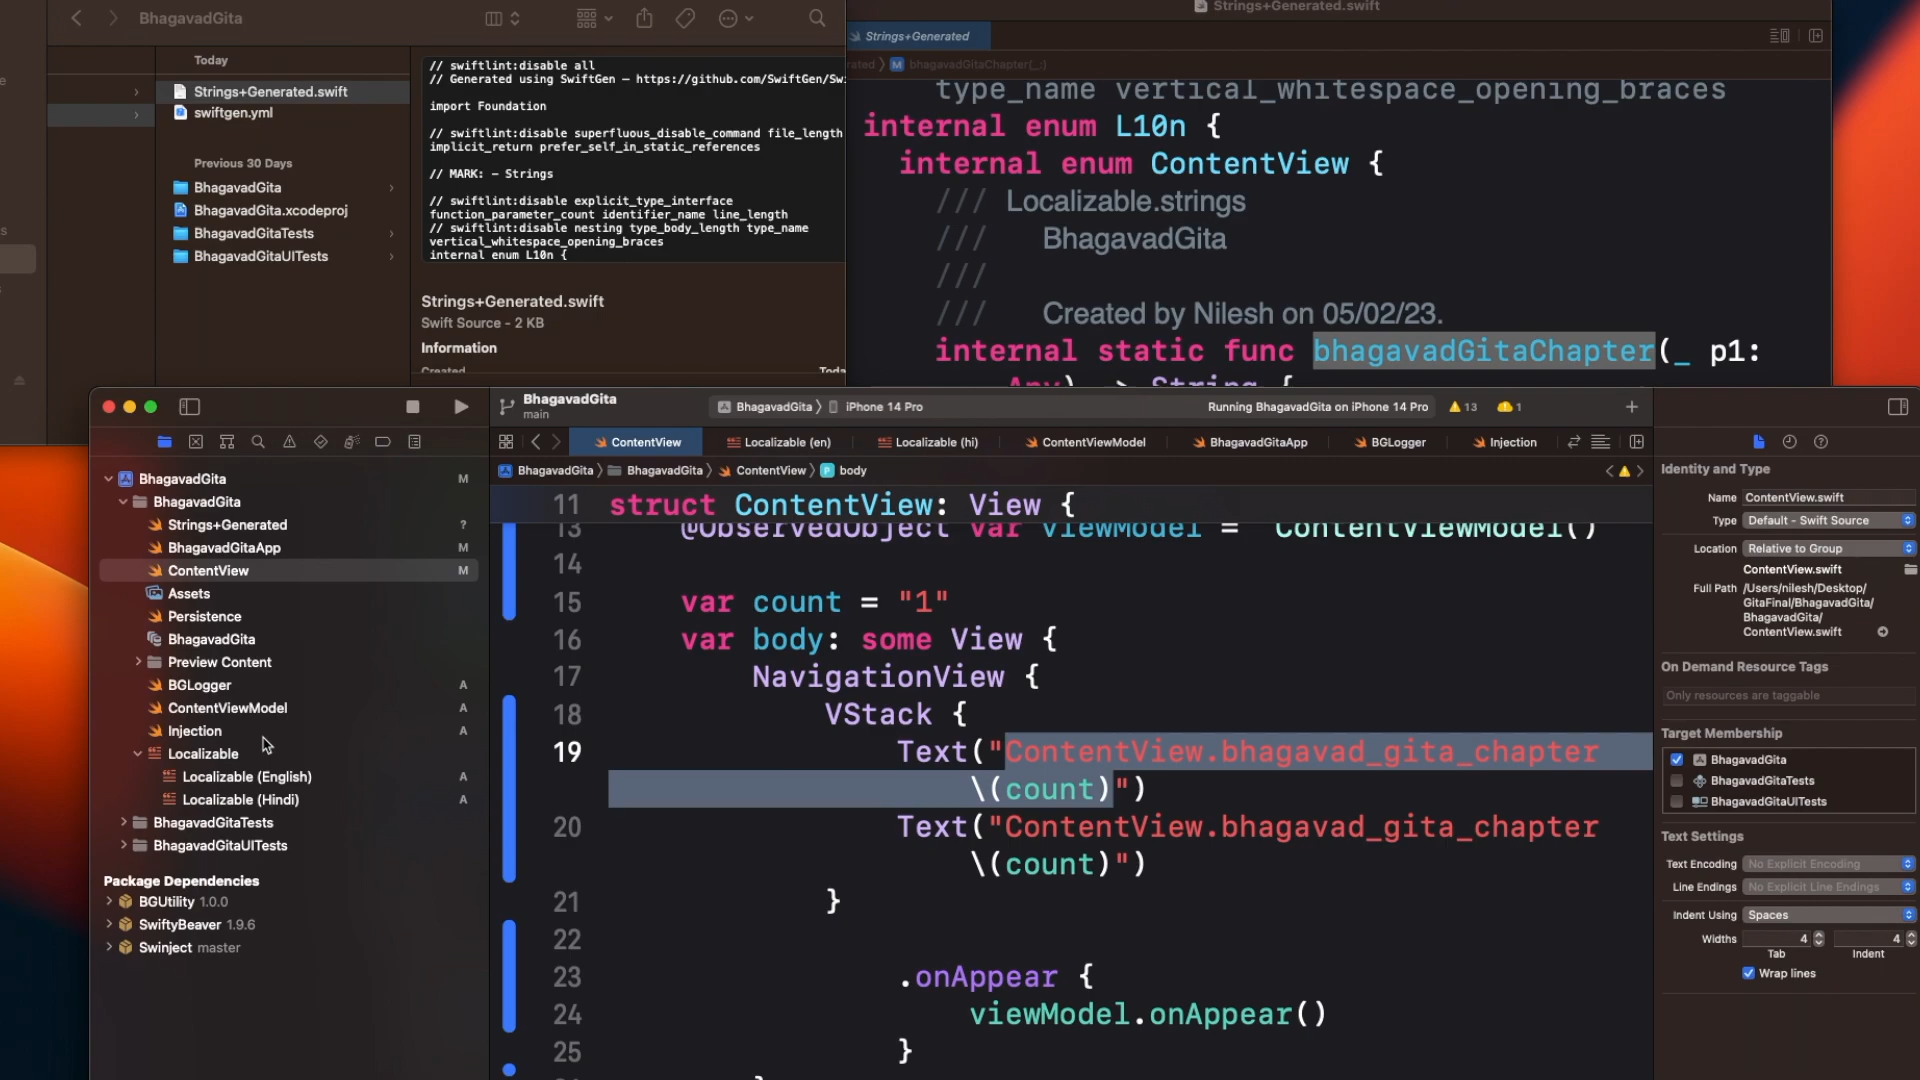 BhagavadGita
Today
Strings+Generated.swift
swiftgen.yml
Previous 30 Days
BhagavadGita
BhagavadGita.xcodeproj
BhagavadGitaTests
BhagavadGitaUITests
// swiftlint:disable all
// Generated using SwiftGen — https://github.com/SwiftGen/Sw
import Foundation
// swiftlint:disable superfluous_disable_command file_length
implicit_return prefer_self_in_static_references
// MARK: - Strings
// swiftlint:disable explicit_type_interface
function_parameter_count identifier_name line_length
// swiftlint:disable nesting type_body_length type_name
vertical_whitespace_opening_braces
internal enum L10n {
Strings+Generated.swift
Swift Source - 2 KB
Information
Created
Toda
Strings+Generated.swift
Strings+Generated
rated
M bhagavadGitaChapter(_:)
type_name vertical_whitespace_opening_braces
internal enum L10n {
internal enum ContentView {
/// Localizable.strings
/// BhagavadGita
///
/// Created by Nilesh on 05/02/23.
internal static func bhagavadGitaChapter(_ p1:
Any) -> String {
BhagavadGita
main
BhagavadGita
iPhone 14 Pro
Running BhagavadGita on iPhone 14 Pro
13
1
ContentView
Localizable (en)
Localizable (hi)
ContentViewModel
BhagavadGitaApp
BGLogger
Injection
BhagavadGita
BhagavadGita
ContentView
P body
BhagavadGita M
BhagavadGita
Strings+Generated ?
BhagavadGitaApp M
ContentView M
Assets
Persistence
BhagavadGita
Preview Content
BGLogger A
ContentViewModel A
Injection A
Localizable
Localizable (English) A
Localizable (Hindi) A
BhagavadGitaTests
BhagavadGitaUITests
Package Dependencies
BGUtility 1.0.0
SwiftyBeaver 1.9.6
Swinject master
11 struct ContentView: View {
13 @ObservedObject var viewModel = ContentViewModel()
14
15 var count = "1"
16 var body: some View {
17 NavigationView {
18 VStack {
19 Text("ContentView.bhagavad_gita_chapter
\(count)")
20 Text("ContentView.bhagavad_gita_chapter
\(count)")
21 }
22
23 .onAppear {
24 viewModel.onAppear()
25 }
Identity and Type
Name ContentView.swift
Type Default - Swift Source
Location Relative to Group
ContentView.swift
Full Path /Users/nilesh/Desktop/
GitaFinal/BhagavadGita/
BhagavadGita/
ContentView.swift
On Demand Resource Tags
Only resources are taggable
Target Membership
BhagavadGita
BhagavadGitaTests
BhagavadGitaUITests
Text Settings
Text Encoding No Explicit Encoding
Line Endings No Explicit Line Endings
Indent Using Spaces
Widths 4 4
Tab Indent
Wrap lines